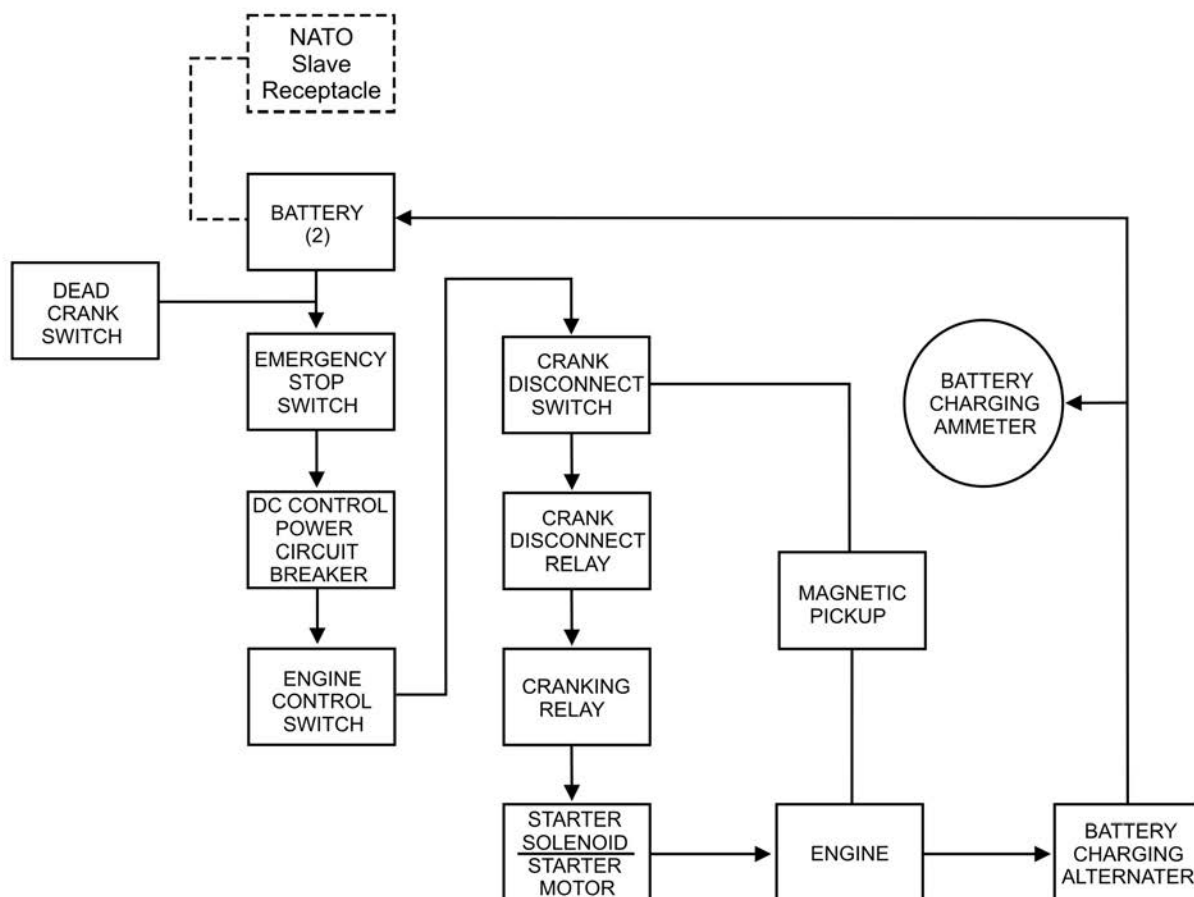 NATO
Slave
Receptacle
BATTERY
(2)
DEAD
CRANK
SWITCH
EMERGENCY
STOP
SWITCH
CRANK
DISCONNECT
SWITCH
BATTERY
CHARGING
AMMETER
DC CONTROL
POWER
CIRCUIT
BREAKER
CRANK
DISCONNECT
RELAY
MAGNETIC
PICKUP
ENGINE
CONTROL
SWITCH
CRANKING
RELAY
STARTER
SOLENOID
STARTER
MOTOR
ENGINE
BATTERY
CHARGING
ALTERNATER